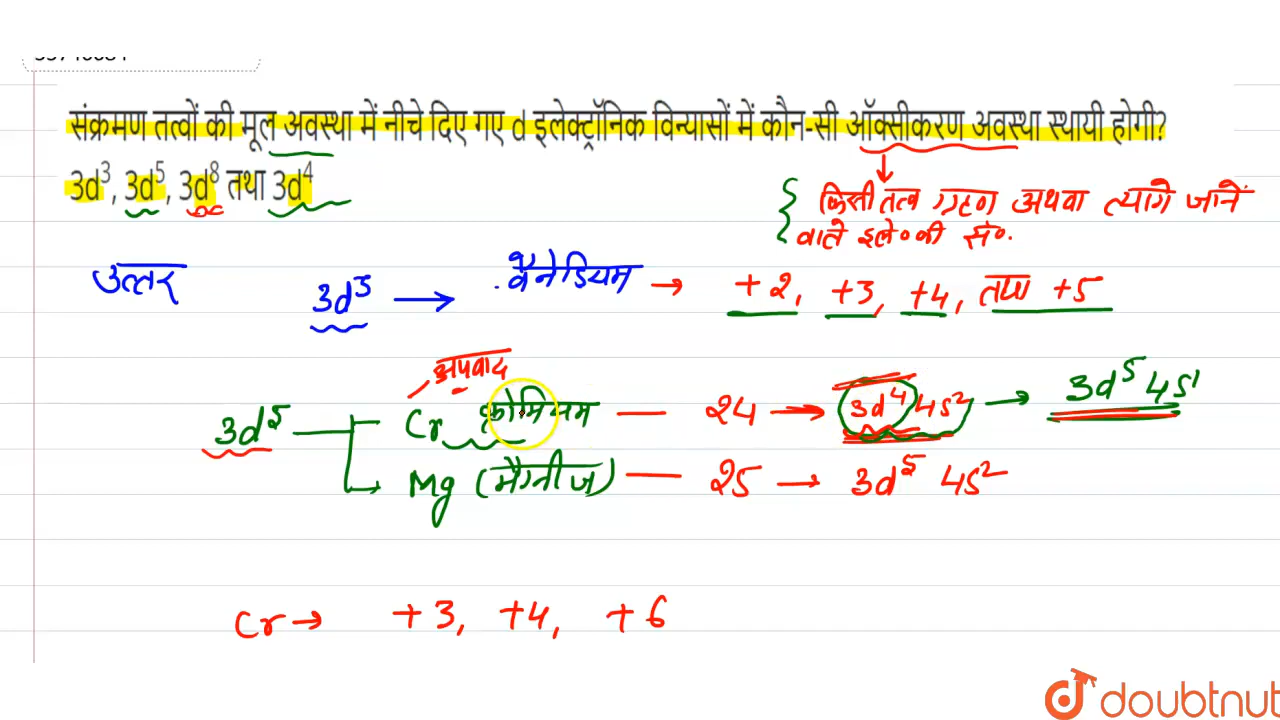 संक्रमण तत्वों की मूल अवस्था में नीचे दिए गए d इलेक्ट्रॉनिक विन्यासों में कौन-सी ऑक्सीकरण अवस्था स्थायी होगी?
3d³, 3d⁵, 3d⁸ तथा 3d⁴
किसी तत्व ग्रहण अथवा त्यागे जाने
वाले इले० की सं०.
उत्तर 3d³ → वैनेडियम → +2, +3, +4, तथा +5
अपवाद
3d⁵ Cr क्रोमियम — 24 → 3d⁴ 4s² → 3d⁵ 4s¹
Mg (मैग्नीज) — 25 → 3d⁵ 4s²
Cr → +3, +4, +6
doubtnut